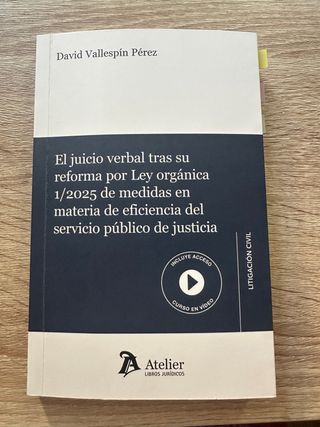 David Vallespín Pérez
El juicio verbal tras su
reforma por Ley orgánica
1/2025 de medidas en
materia de eficiencia del
servicio público de justicia
INCLUYE ACCESO
CURSO EN VÍDEO
LITIGACIÓN CIVIL
Atelier
LIBROS JURÍDICOS